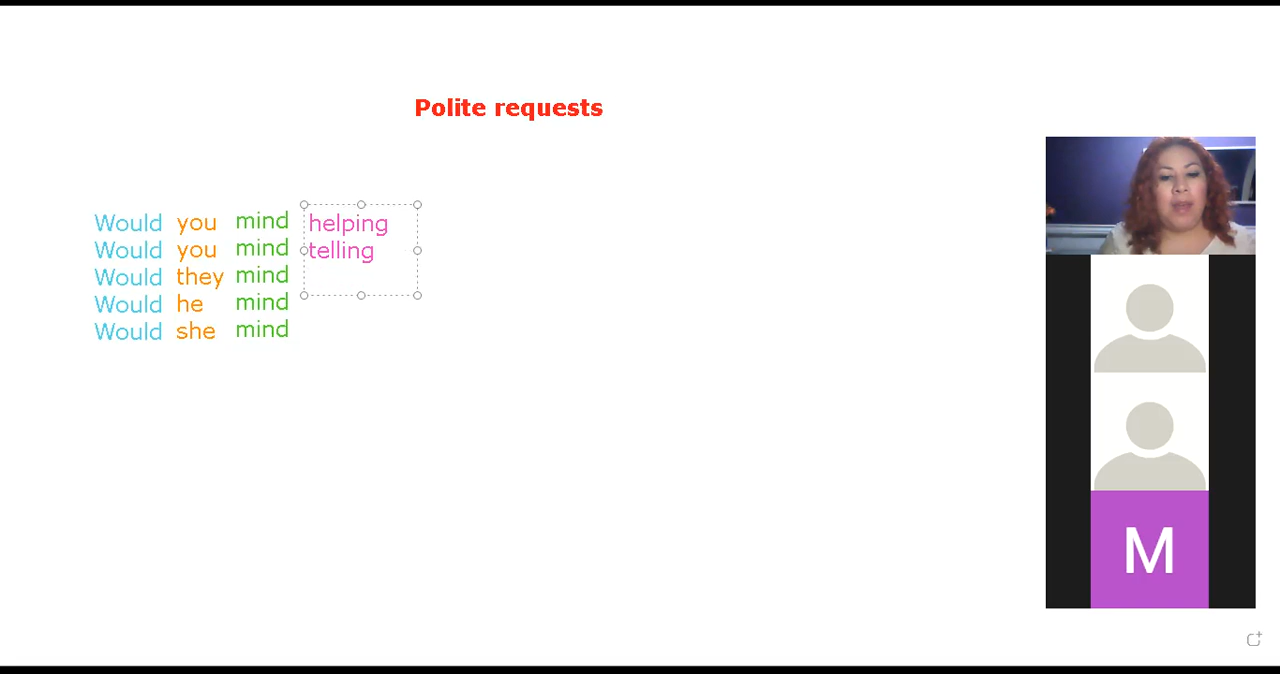 Polite requests
Would you mind helping
Would you mind telling
Would they mind
Would he mind
Would she mind
M